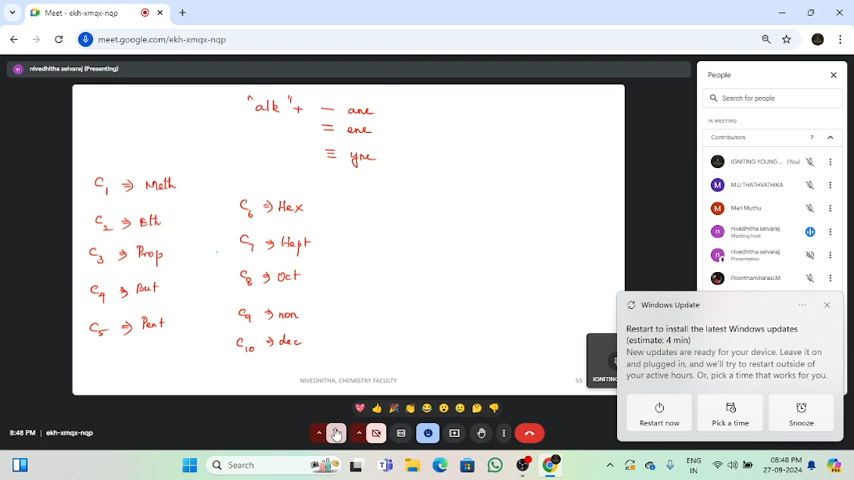 Meet - ekh-xmqx-nqp
meet.google.com/ekh-xmqx-nqp
n nivedhitha selvaraj (Presenting)
"alk" + — ane
= ene
≡ yne
C1 ⇒ Meth
C2 ⇒ Eth
C3 ⇒ Prop
C4 ⇒ But
C5 ⇒ Pent
C6 ⇒ Hex
C7 ⇒ Hept
C8 ⇒ Oct
C9 ⇒ non
C10 ⇒ dec
NIVEDHITHA, CHEMISTRY FACULTY
55
IGNITING
People
Search for people
IN MEETING
Contributors 7
IGNITING YOUNG ... (You)
M M.U THATHVATHIKA
M Mari Muthu
n nivedhitha selvaraj
Meeting host
n nivedhitha selvaraj
Presentation
Poonthamilarasi.M
Windows Update
Restart to install the latest Windows updates
(estimate: 4 min)
New updates are ready for your device. Leave it on
and plugged in, and we'll try to restart outside of
your active hours. Or, pick a time that works for you.
Restart now
Pick a time
Snooze
8:48 PM | ekh-xmqx-nqp
Search
ENG
IN
08:48 PM
27-09-2024